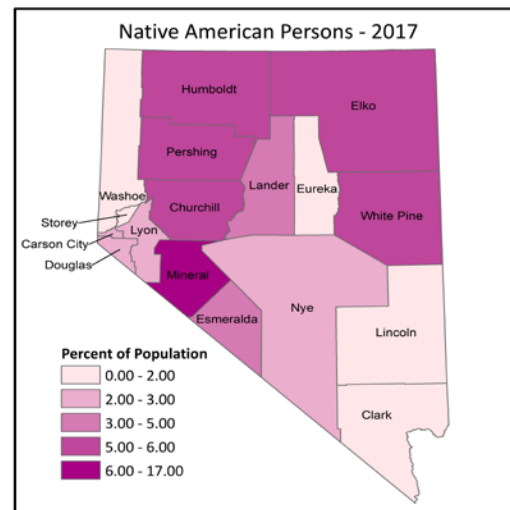 Native American Persons - 2017
Humboldt
Elko
Pershing
Lander
Eureka
Washoe
Churchill
White Pine
Storey
Lyon
Carson City
Douglas
Mineral
Nye
Esmeralda
Lincoln
Clark
Percent of Population
0.00 - 2.00
2.00 - 3.00
3.00 - 5.00
5.00 - 6.00
6.00 - 17.00